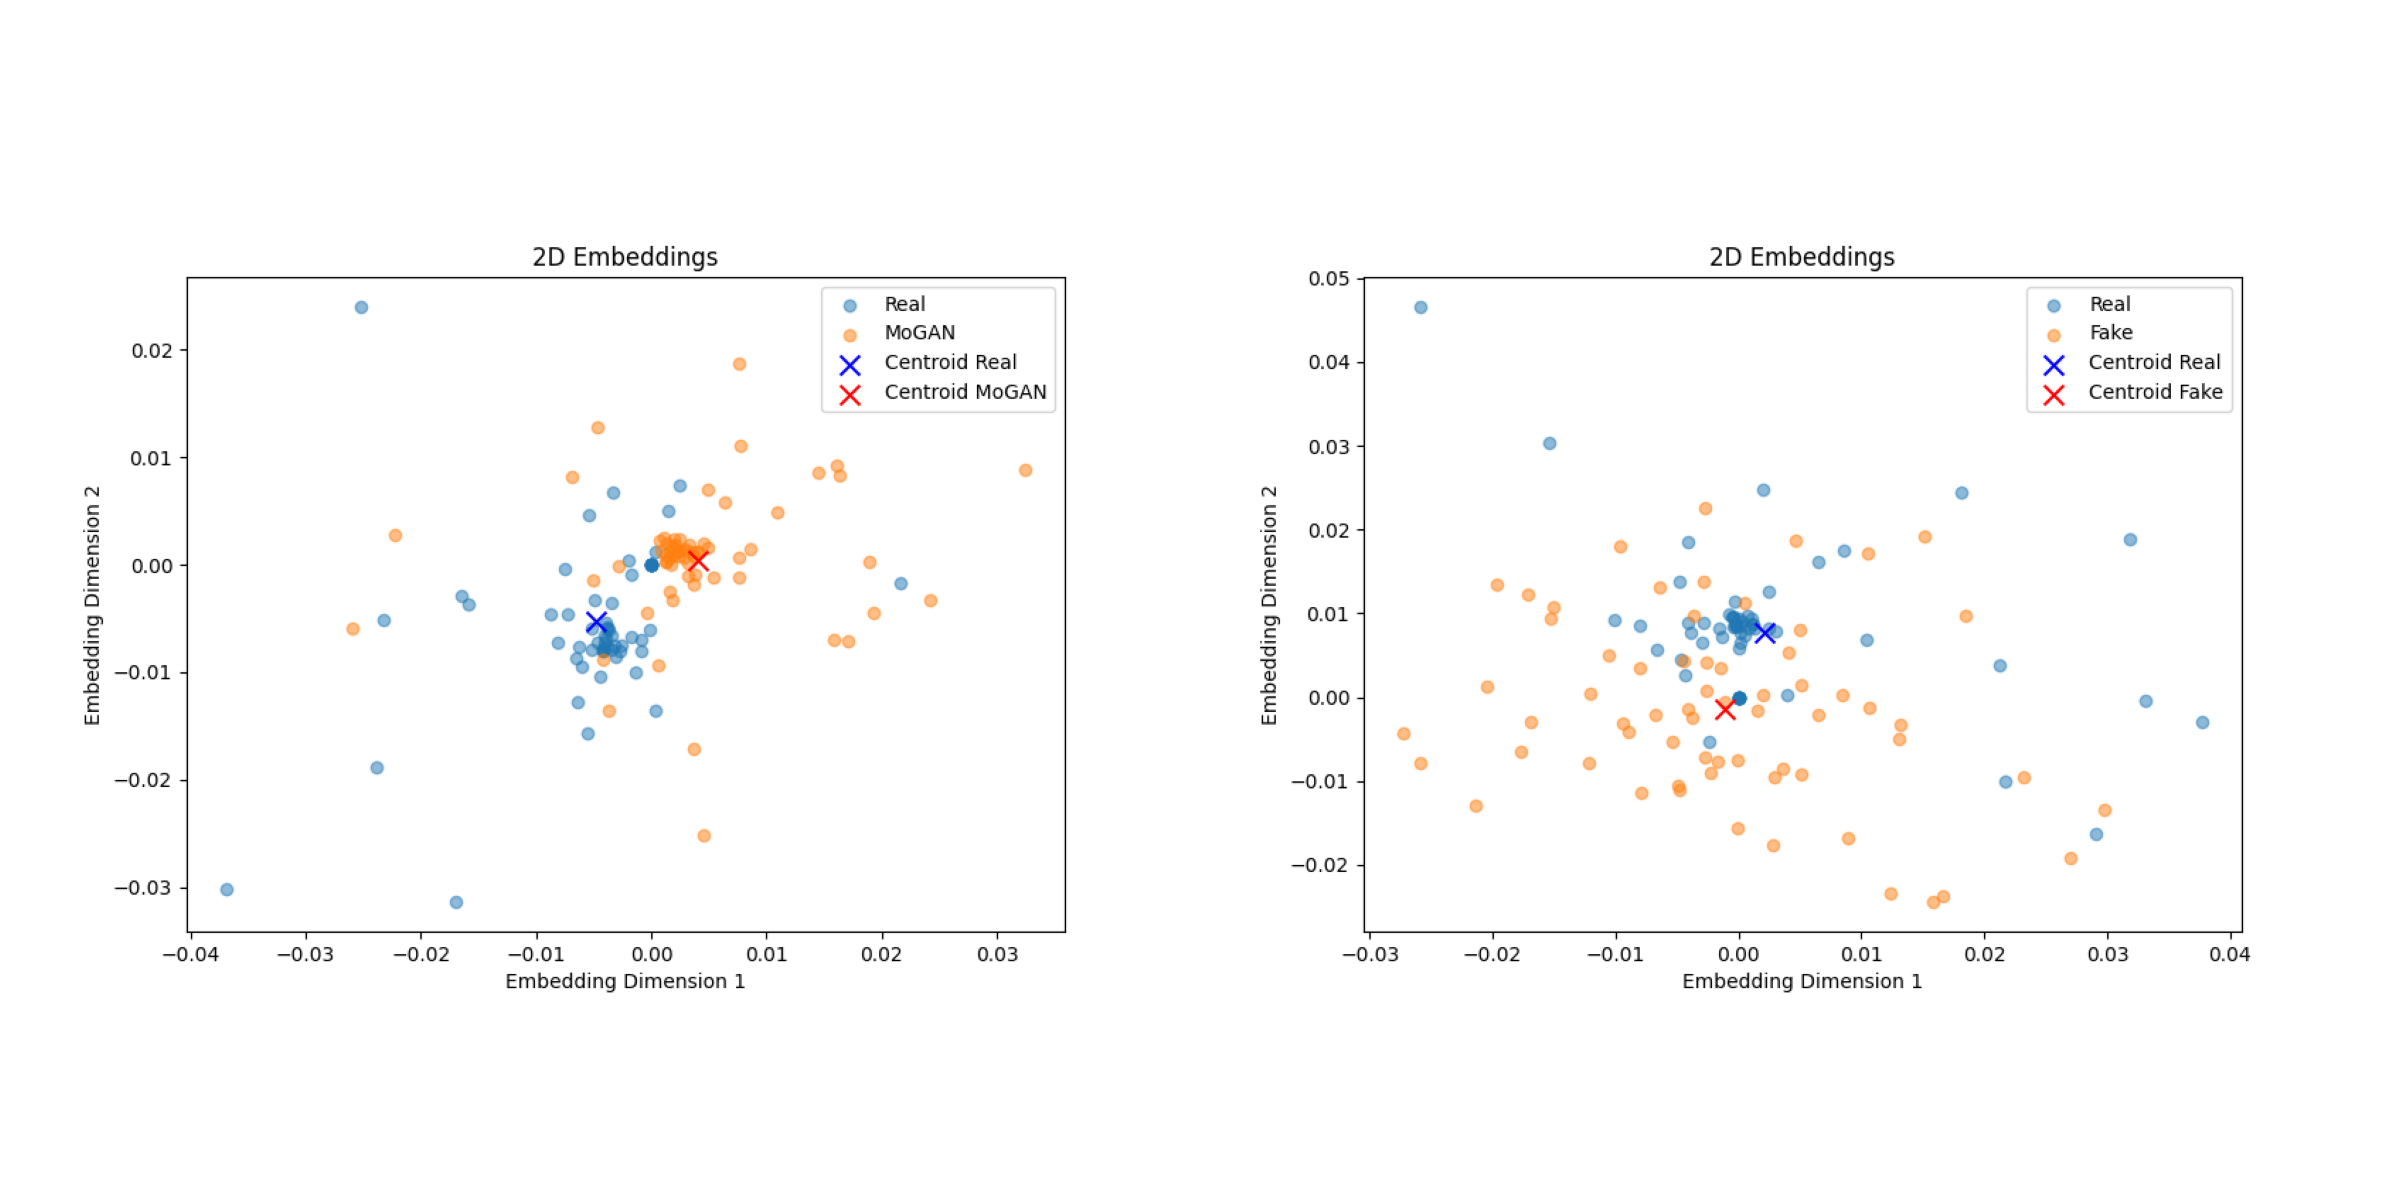 2D Embeddings
Real
MoGAN
Centroid Real
Centroid MoGAN
0.02
0.01
0.00
−0.01
−0.02
−0.03
Embedding Dimension 2
−0.04 −0.03 −0.02 −0.01 0.00 0.01 0.02 0.03
Embedding Dimension 1
2D Embeddings
Real
Fake
Centroid Real
Centroid Fake
0.05
0.04
0.03
0.02
0.01
0.00
−0.01
−0.02
Embedding Dimension 2
−0.03 −0.02 −0.01 0.00 0.01 0.02 0.03 0.04
Embedding Dimension 1